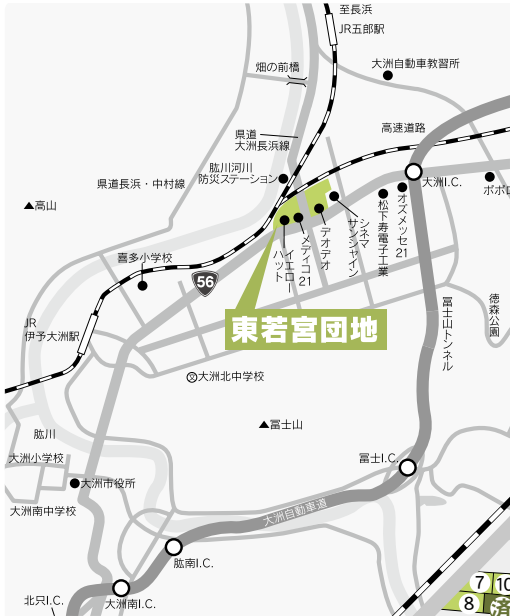 至長浜
JR五郎駅
畑の前橋
大洲自動車教習所
県道
大洲長浜線
高速道路
肱川河川
防災ステーション
県道長浜・中村線
大洲I.C.
ポポロ
高山
オズメッセ21
松下寿電子工業
シネマ
サンシャイン
デオデオ
メディコ21
イエロー
ハット
喜多小学校
56
東若宮団地
JR
伊予大洲駅
冨士山トンネル
徳森公園
文
大洲北中学校
冨士山
肱川
大洲小学校
大洲市役所
大洲南中学校
冨士I.C.
大洲自動車道
肱南I.C.
北只I.C.
大洲南I.C.
7
10
8
済